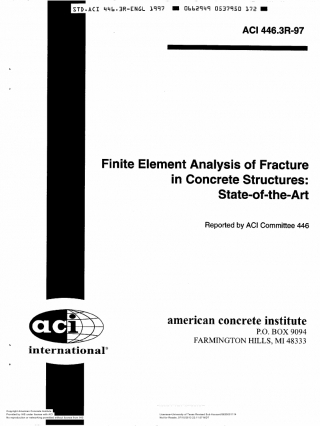 STD.ACI 446.3R-ENGL 1997 ■ 0662949 0537950 172 ■
ACI 446.3R-97
Finite Element Analysis of Fracture
in Concrete Structures:
State-of-the-Art
Reported by ACI Committee 446
aci
international®
american concrete institute
P.O. BOX 9094
FARMINGTON HILLS, MI 48333